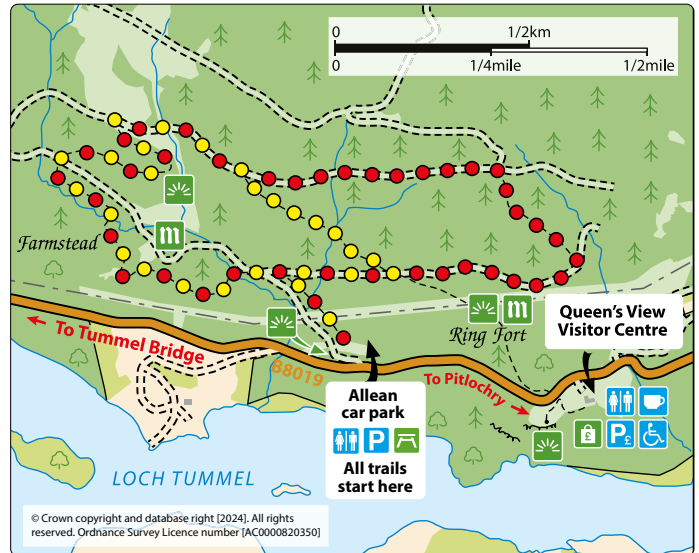 0 1/2km
0 1/4mile 1/2mile
Farmstead
m
m
Ring Fort
Queen's View
Visitor Centre
To Tummel Bridge
B8019
To Pitlochry
Allean
car park
P
All trails
start here
£
P£
LOCH TUMMEL
© Crown copyright and database right [2024]. All rights
reserved. Ordnance Survey Licence number [AC0000820350]